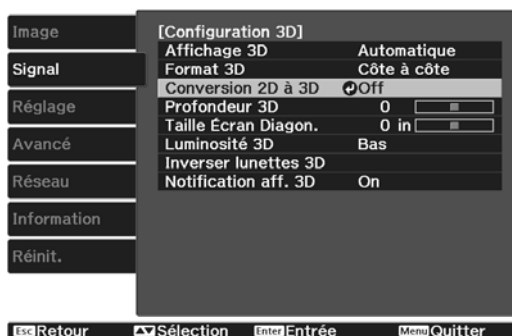 Image
Signal
Réglage
Avancé
Réseau
Information
Réinit.
[Configuration 3D]
Affichage 3D Automatique
Format 3D Côte à côte
Conversion 2D à 3D Off
Profondeur 3D 0
Taille Écran Diagon. 0 in
Luminosité 3D Bas
Inverser lunettes 3D
Notification aff. 3D On
Esc Retour Sélection Enter Entrée Menu Quitter